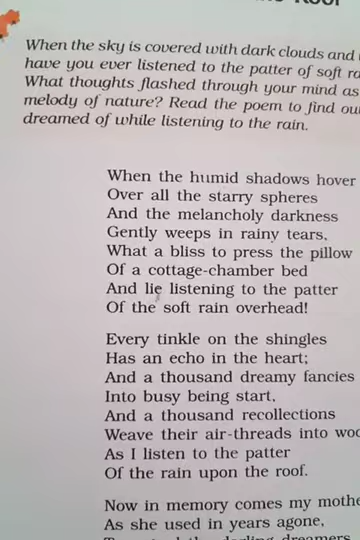 Roof
When the sky is covered with dark clouds and
have you ever listened to the patter of soft
What thoughts flashed through your mind as
melody of nature? Read the poem to find
dreamed of while listening to the rain.
When the humid shadows hover
Over all the starry spheres
And the melancholy darkness
Gently weeps in rainy tears,
What a bliss to press the pillow
Of a cottage-chamber bed
And lie listening to the patter
Of the soft rain overhead!
Every tinkle on the shingles
Has an echo in the heart;
And a thousand dreamy fancies
Into busy being start,
And a thousand recollections
Weave their air-threads into
As I listen to the patter
Of the rain upon the roof.
Now in memory comes my
As she used in years agone,
darling dreamers